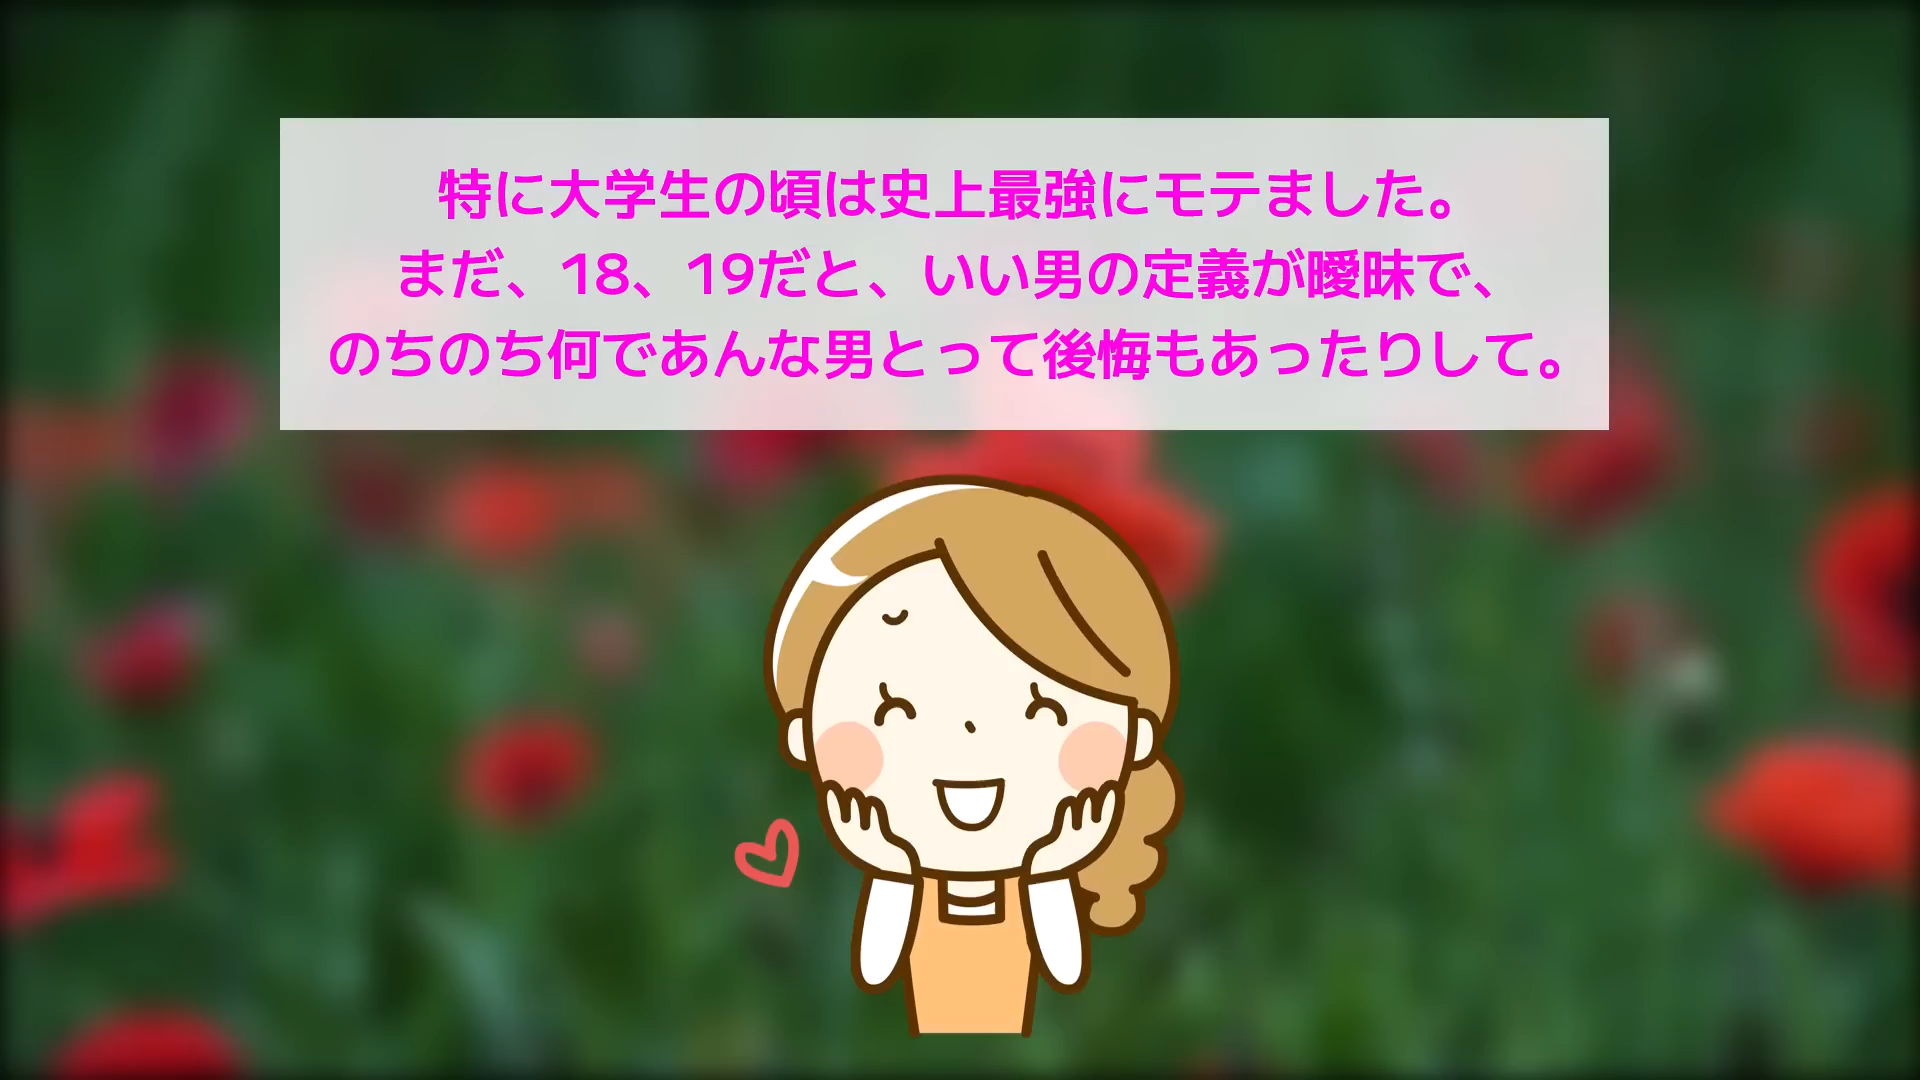 特に大学生の頃は史上最強にモテました。
まだ、18、19だと、いい男の定義が曖昧で、
のちのち何であんな男とって後悔もあったりして。